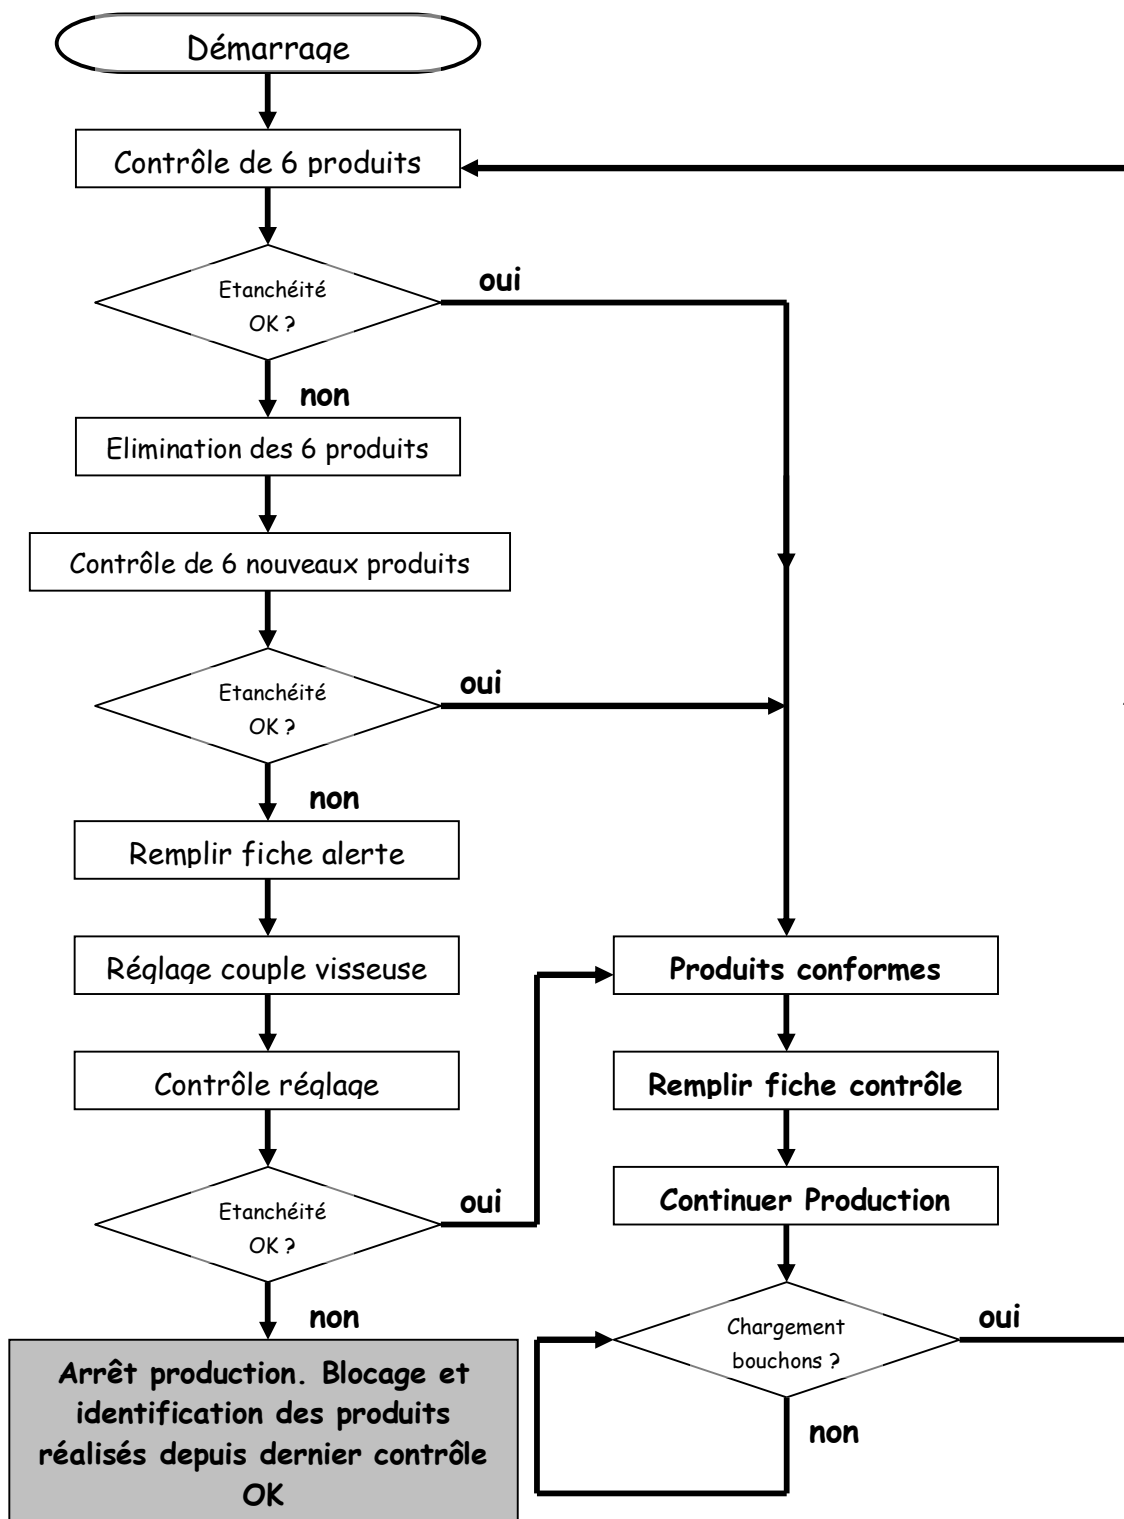 Démarrage
Contrôle de 6 produits
Etanchéité
OK ?
oui
non
Elimination des 6 produits
Contrôle de 6 nouveaux produits
Etanchéité
OK ?
oui
non
Remplir fiche alerte
Réglage couple visseuse
Contrôle réglage
Etanchéité
OK ?
oui
non
Arrêt production. Blocage et
identification des produits
réalisés depuis dernier contrôle
OK
Produits conformes
Remplir fiche contrôle
Continuer Production
Chargement
bouchons ?
oui
non